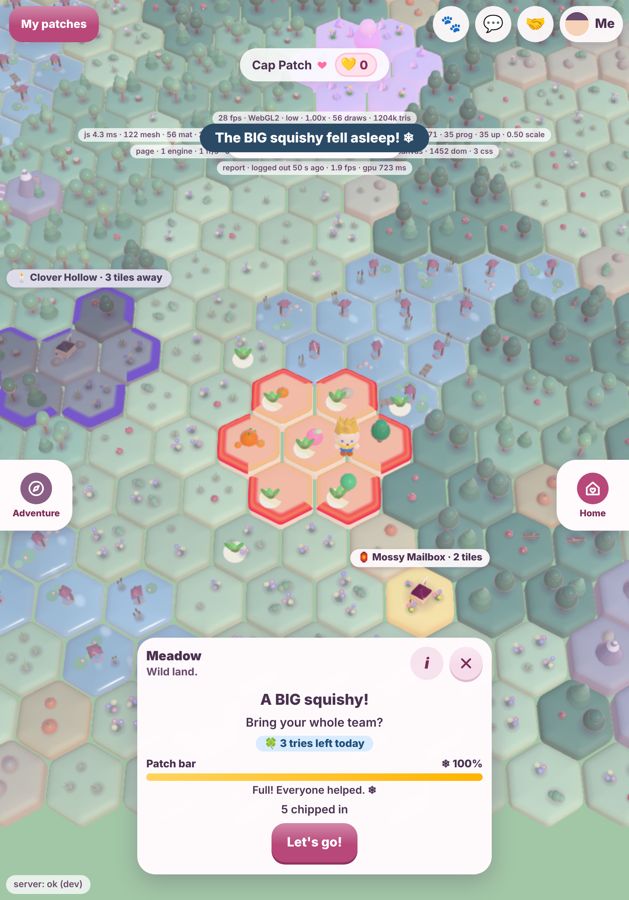 My patches
Me
Cap Patch
💛 0
28 fps · WebGL2 · low · 1.00x · 56 draws · 1204k tris
js 4.3 ms · 122 mesh · 56 mat ·
71 · 35 prog · 35 up · 0.50 scale
The BIG squishy fell asleep! ❄
page · 1 engine ·
· 1452 dom · 3 css
report · logged out 50 s ago · 1.9 fps · gpu 723 ms
Clover Hollow · 3 tiles away
Adventure
Home
Mossy Mailbox · 2 tiles
Meadow
Wild land.
i
A BIG squishy!
Bring your whole team?
🍀 3 tries left today
Patch bar
❄ 100%
Full! Everyone helped. ❄
5 chipped in
Let's go!
server: ok (dev)